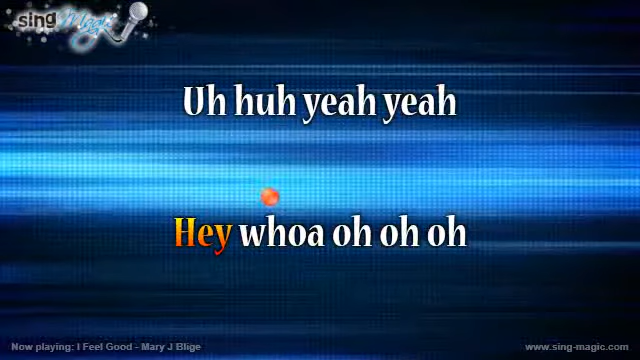 sing Magic
Uh huh yeah yeah
Hey whoa oh oh oh
Now playing: I Feel Good - Mary J Blige
www.sing-magic.com